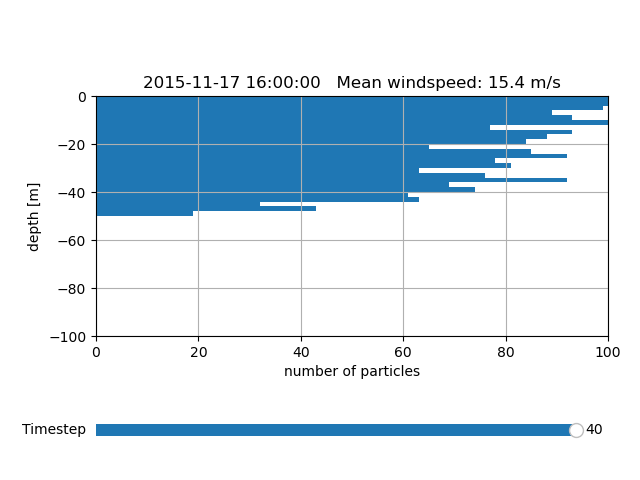 2015-11-17 16:00:00   Mean windspeed: 15.4 m/s
0
−20
−40
−60
−80
−100
depth [m]
0 20 40 60 80 100
number of particles
Timestep 40